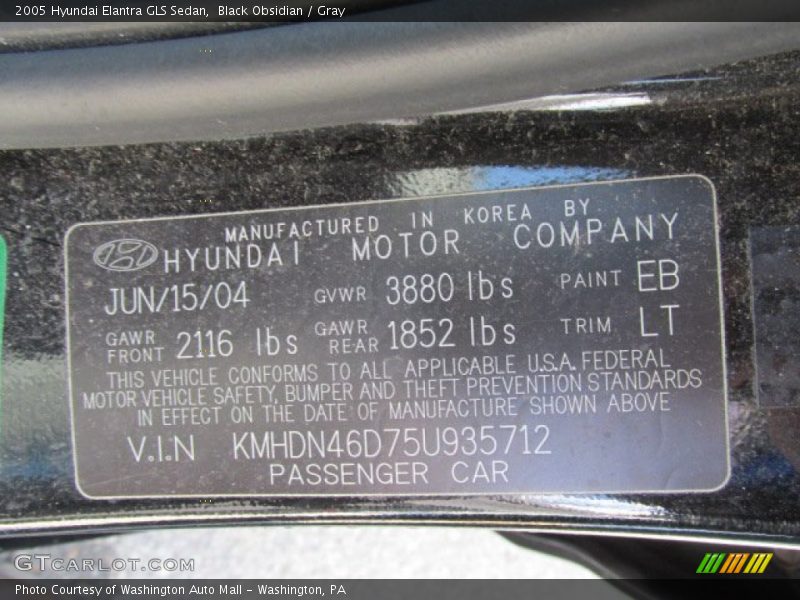 2005 Hyundai Elantra GLS Sedan,  Black Obsidian / Gray
MANUFACTURED IN KOREA BY
HYUNDAI MOTOR COMPANY
JUN/15/04 GVWR 3880 lbs PAINT EB
GAWR FRONT 2116 lbs GAWR REAR 1852 lbs TRIM LT
THIS VEHICLE CONFORMS TO ALL APPLICABLE U.S.A. FEDERAL
MOTOR VEHICLE SAFETY, BUMPER AND THEFT PREVENTION STANDARDS
IN EFFECT ON THE DATE OF MANUFACTURE SHOWN ABOVE
V.I.N KMHDN46D75U935712
PASSENGER CAR
GTCARLOT.COM
Photo Courtesy of Washington Auto Mall - Washington, PA